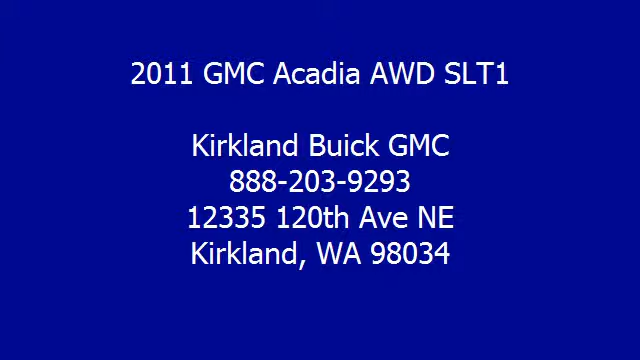 2011 GMC Acadia AWD SLT1
Kirkland Buick GMC
888-203-9293
12335 120th Ave NE
Kirkland, WA 98034